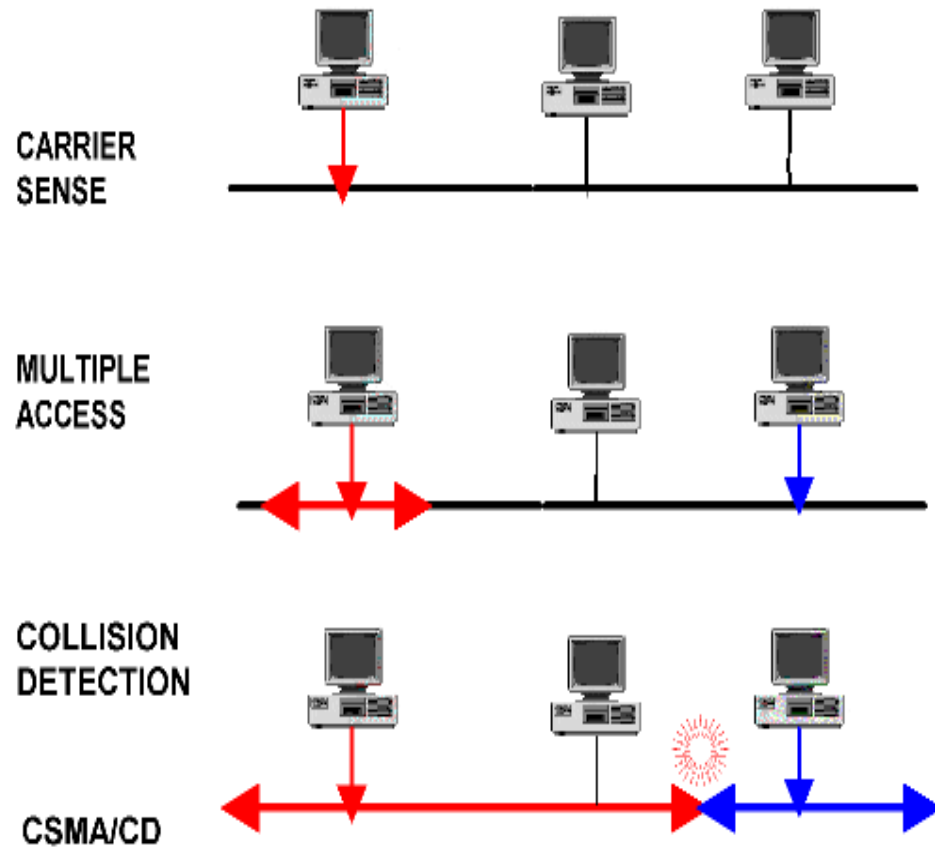 CARRIER
SENSE
MULTIPLE
ACCESS
COLLISION
DETECTION
CSMA/CD